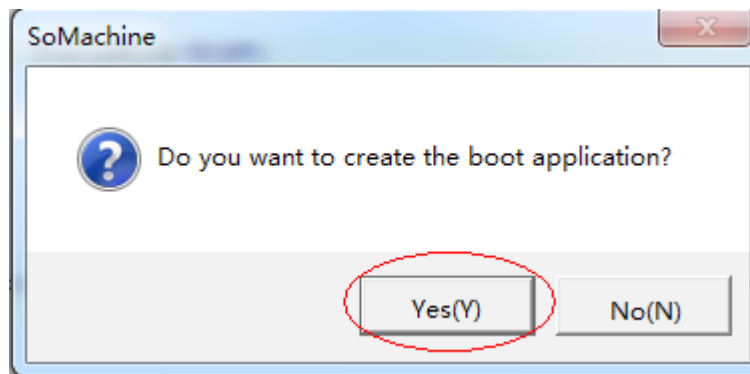 SoMachine
Do you want to create the boot application?
Yes(Y)
No(N)